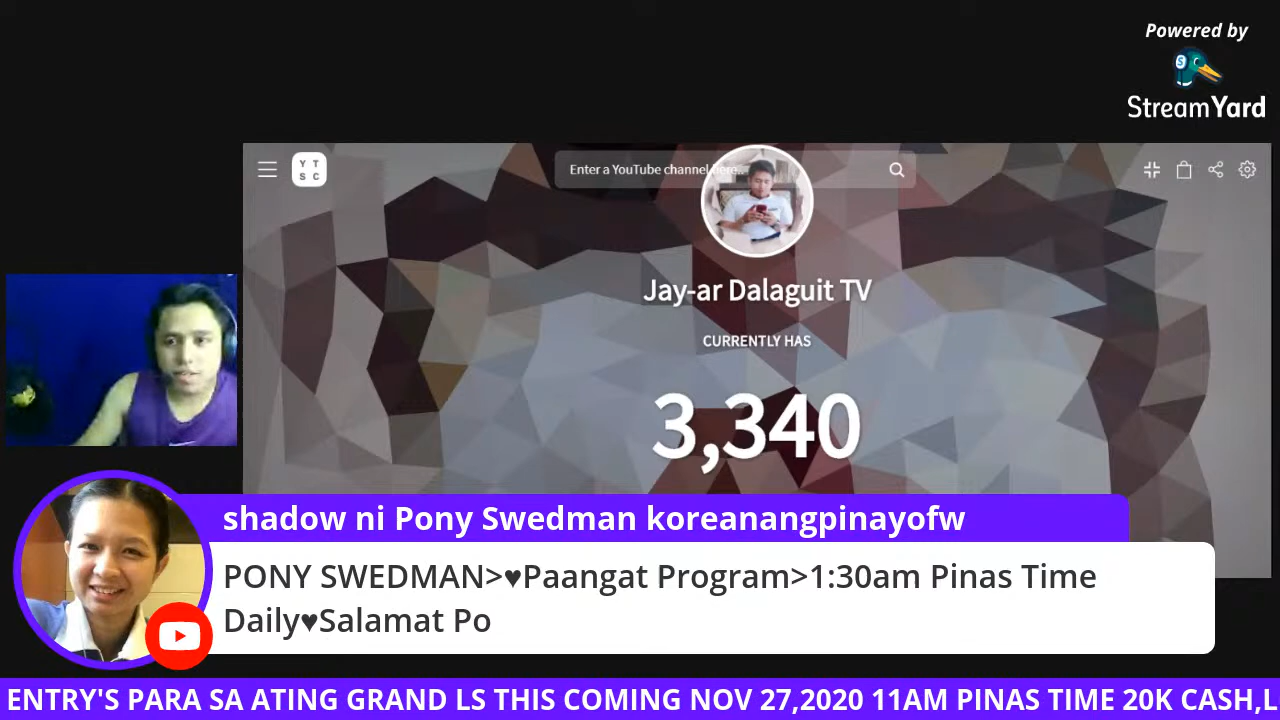 Powered by
StreamYard
Y T
S C
Enter a YouTube channel here...
Jay-ar Dalaguit TV
CURRENTLY HAS
3,340
shadow ni Pony Swedman koreanangpinayofw
PONY SWEDMAN>♥Paangat Program>1:30am Pinas Time
Daily♥Salamat Po
ENTRY'S PARA SA ATING GRAND LS THIS COMING NOV 27,2020 11AM PINAS TIME 20K CASH,L